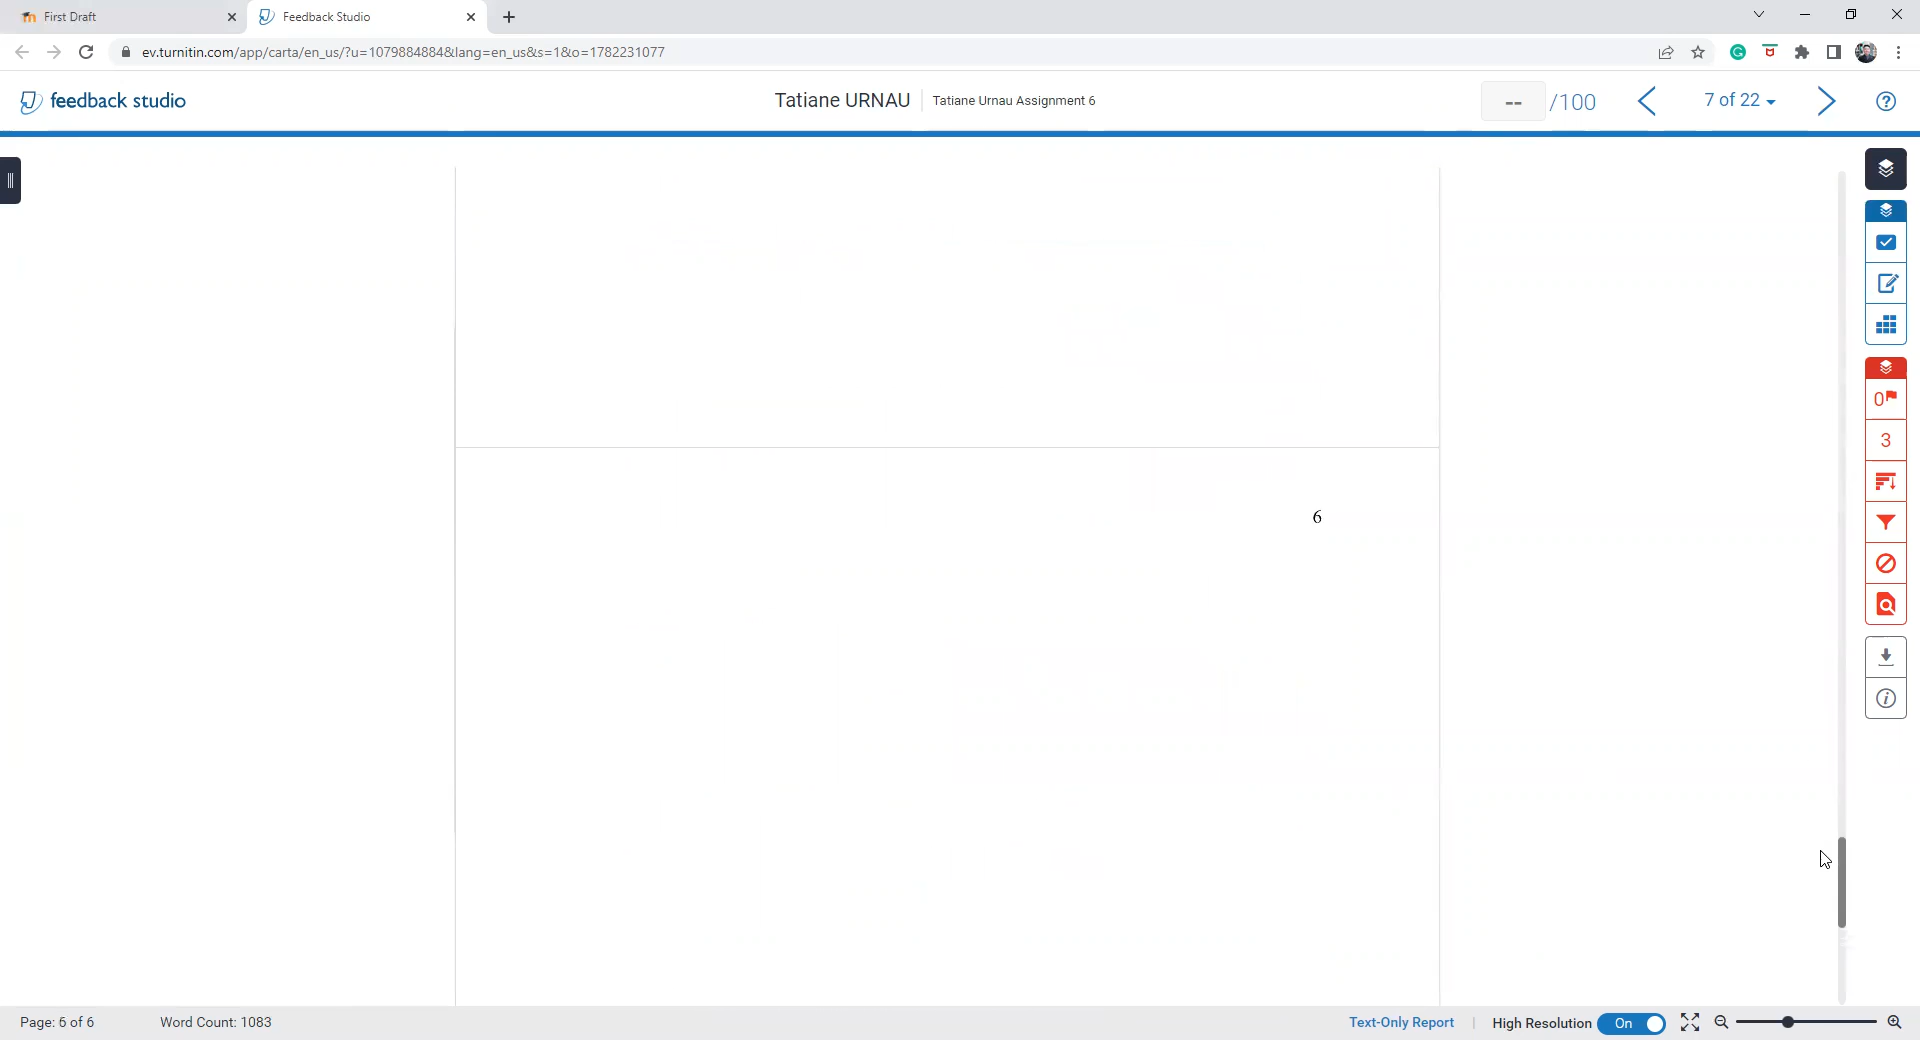 First Draft
Feedback Studio
ev.turnitin.com/app/carta/en_us/?u=1079884884&lang=en_us&s=1&o=1782231077
feedback studio
Tatiane URNAU
Tatiane Urnau Assignment 6
-- /100
7 of 22
6
0
3
Page: 6 of 6
Word Count: 1083
Text-Only Report
High Resolution
On